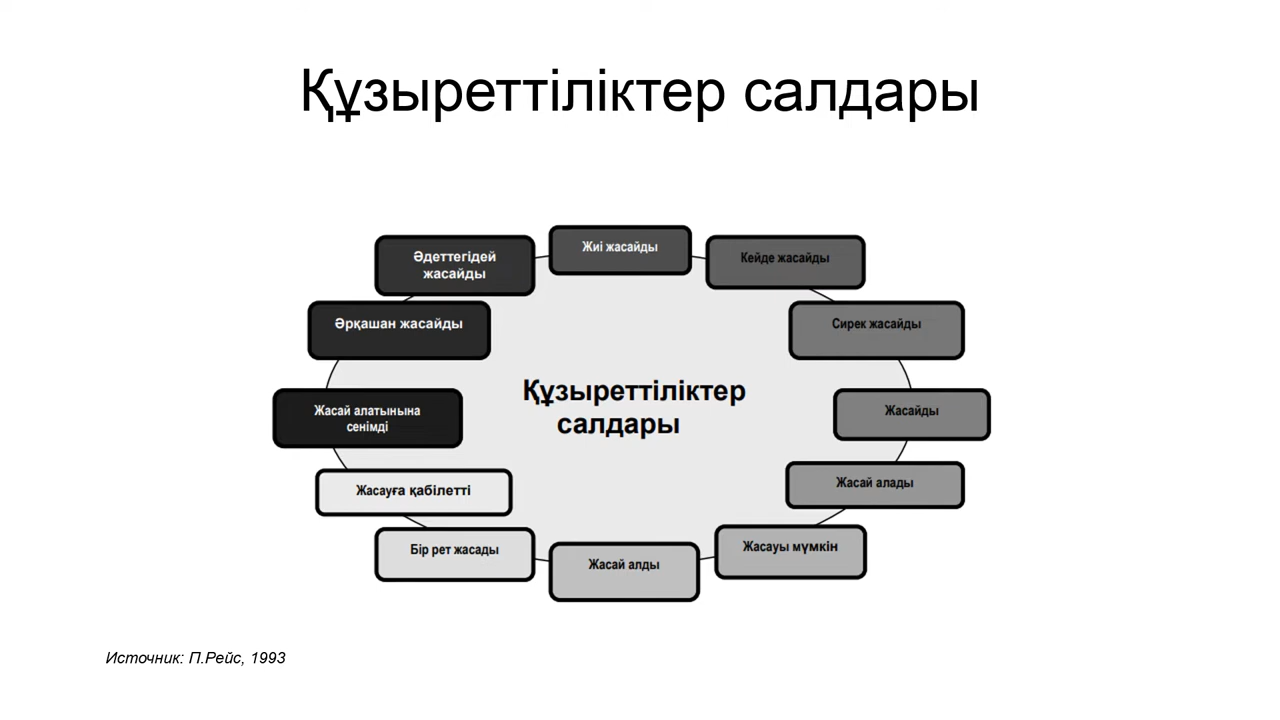 Құзыреттіліктер салдары
Әдеттегідей
жасайды
Жиі жасайды
Кейде жасайды
Әрқашан жасайды
Сирек жасайды
Құзыреттіліктер
салдары
Жасай алатынына
сенімді
Жасайды
Жасауға қабілетті
Жасай алады
Бір рет жасады
Жасай алды
Жасауы мүмкін
Источник: П.Рейс, 1993